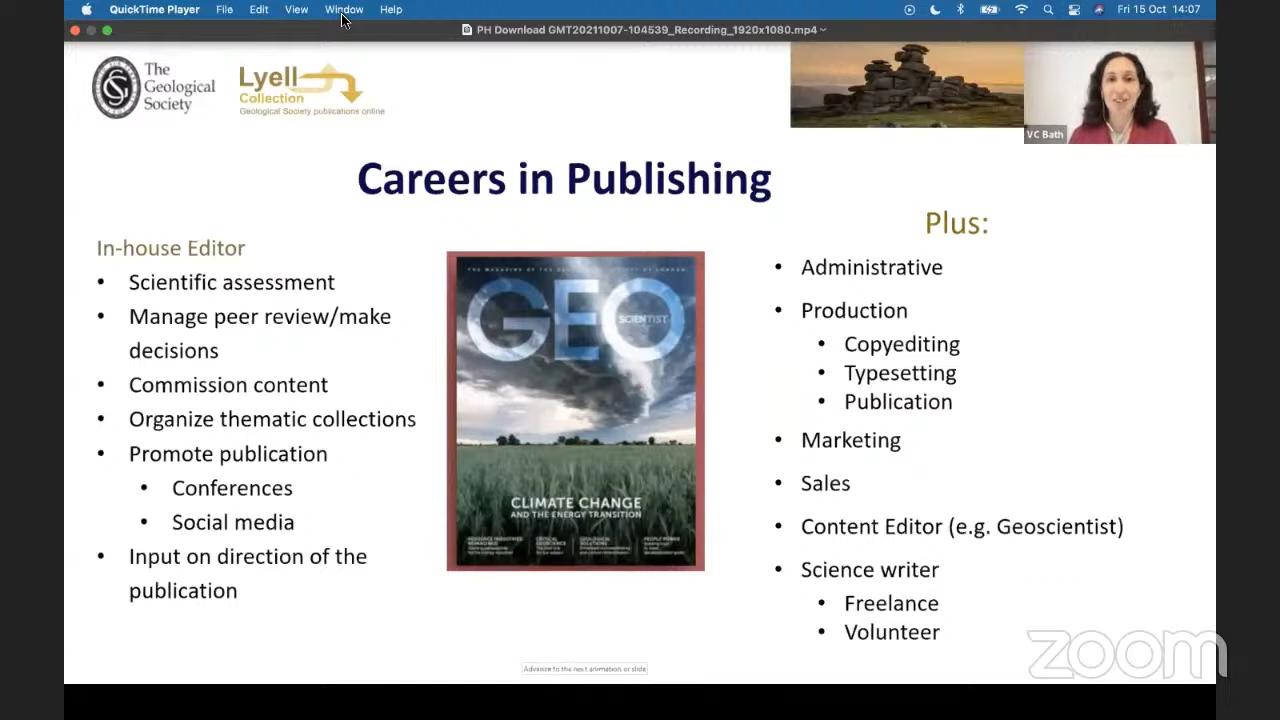 QuickTime Player File Edit View Window Help Fri 15 Oct 14:07
PH Download GMT20211007-104539_Recording_1920x1080.mp4
The
Geological
Society
Lyell
Collection
Geological Society publications online
VC Bath
Careers in Publishing
In-house Editor
• Scientific assessment
• Manage peer review/make
decisions
• Commission content
• Organize thematic collections
• Promote publication
• Conferences
• Social media
• Input on direction of the
publication
GEO
SCIENTIST
CLIMATE CHANGE
AND THE ENERGY TRANSITION
Plus:
• Administrative
• Production
• Copyediting
• Typesetting
• Publication
• Marketing
• Sales
• Content Editor (e.g. Geoscientist)
• Science writer
• Freelance
• Volunteer
zoom
Advance to the next animation or slide